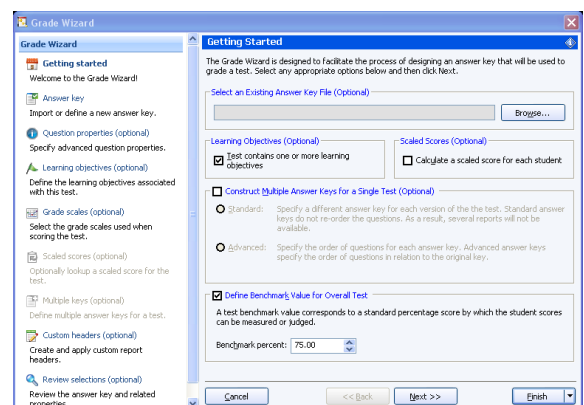 Grade Wizard
Grade Wizard
Getting started
Welcome to the Grade Wizard!
Answer key
Import or define a new answer key.
Question properties (optional)
Specify advanced question properties.
Learning objectives (optional)
Define the learning objectives associated
with this test.
Grade scales (optional)
Select the grade scales used when
scoring the test.
Scaled scores (optional)
Optionally lookup a scaled score for the
test.
Multiple keys (optional)
Define multiple answer keys for a test.
Custom headers (optional)
Create and apply custom report
headers.
Review selections (optional)
Review the answer key and related
properties.
Getting Started
The Grade Wizard is designed to facilitate the process of designing an answer key that will be used to
grade a test. Select any appropriate options below and then click Next.
Select an Existing Answer Key File (Optional)
Browse...
Learning Objectives (Optional)
Test contains one or more learning
objectives
Scaled Scores (Optional)
Calculate a scaled score for each student
Construct Multiple Answer Keys for a Single Test (Optional)
Standard: Specify a different answer key for each version of the the test. Standard answer
keys do not re-order the questions. As a result, several reports will not be
available.
Advanced: Specify the order of questions for each answer key. Advanced answer keys
specify the order of questions in relation to the original key.
Define Benchmark Value for Overall Test
A test benchmark value corresponds to a standard percentage score by which the student scores
can be measured or judged.
Benchmark percent: 75.00
Cancel
<< Back
Next >>
Finish